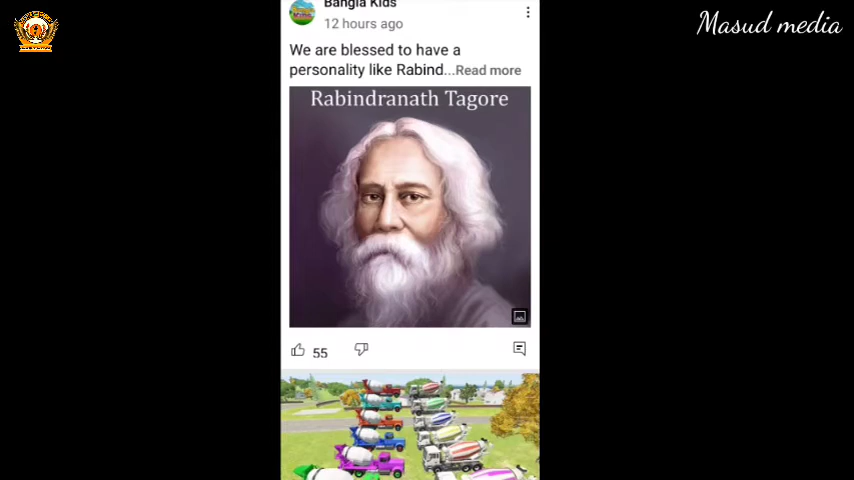 Bangla Kids
12 hours ago
We are blessed to have a
personality like Rabind...Read more
Rabindranath Tagore
55
Masud media